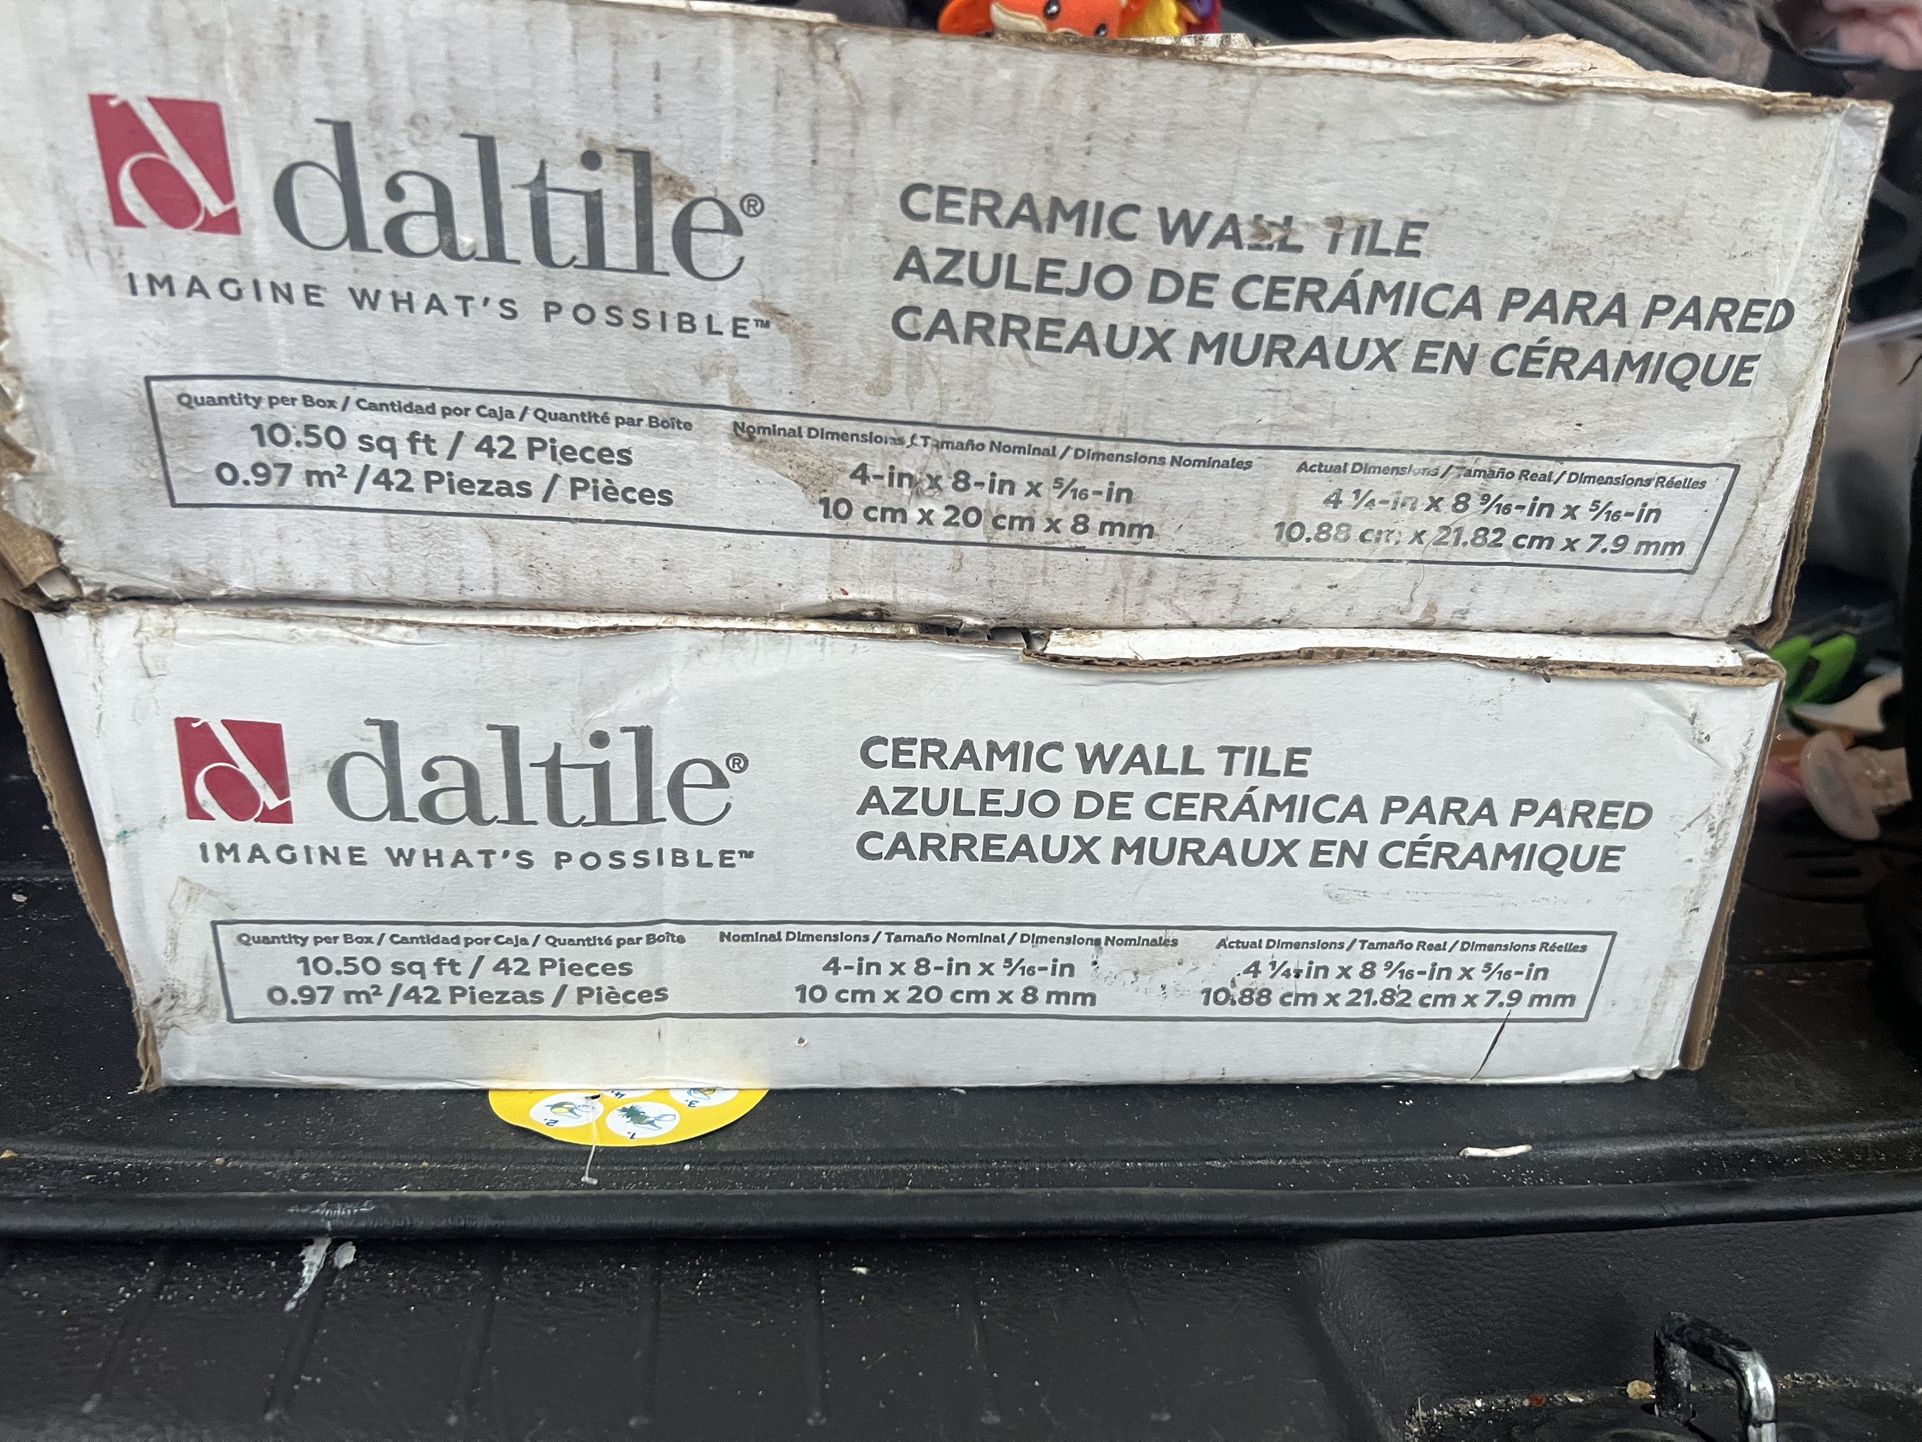 daltile®
IMAGINE WHAT'S POSSIBLE™
CERAMIC WALL TILE
AZULEJO DE CERÁMICA PARA PARED
CARREAUX MURAUX EN CÉRAMIQUE
Quantity per Box / Cantidad por Caja / Quantité par Boîte
10.50 sq ft / 42 Pieces
0.97 m² / 42 Piezas / Pièces
Nominal Dimensions / Tamaño Nominal / Dimensions Nominales
4-in x 8-in x 5/16-in
10 cm x 20 cm x 8 mm
Actual Dimensions / Tamaño Real / Dimensions Réelles
4 1/4-in x 8 9/16-in x 5/16-in
10.88 cm x 21.82 cm x 7.9 mm
daltile®
IMAGINE WHAT'S POSSIBLE™
CERAMIC WALL TILE
AZULEJO DE CERÁMICA PARA PARED
CARREAUX MURAUX EN CÉRAMIQUE
Quantity per Box / Cantidad por Caja / Quantité par Boîte
10.50 sq ft / 42 Pieces
0.97 m² / 42 Piezas / Pièces
Nominal Dimensions / Tamaño Nominal / Dimensions Nominales
4-in x 8-in x 5/16-in
10 cm x 20 cm x 8 mm
Actual Dimensions / Tamaño Real / Dimensions Réelles
4 1/4-in x 8 9/16-in x 5/16-in
10.88 cm x 21.82 cm x 7.9 mm
1.
2.
3.